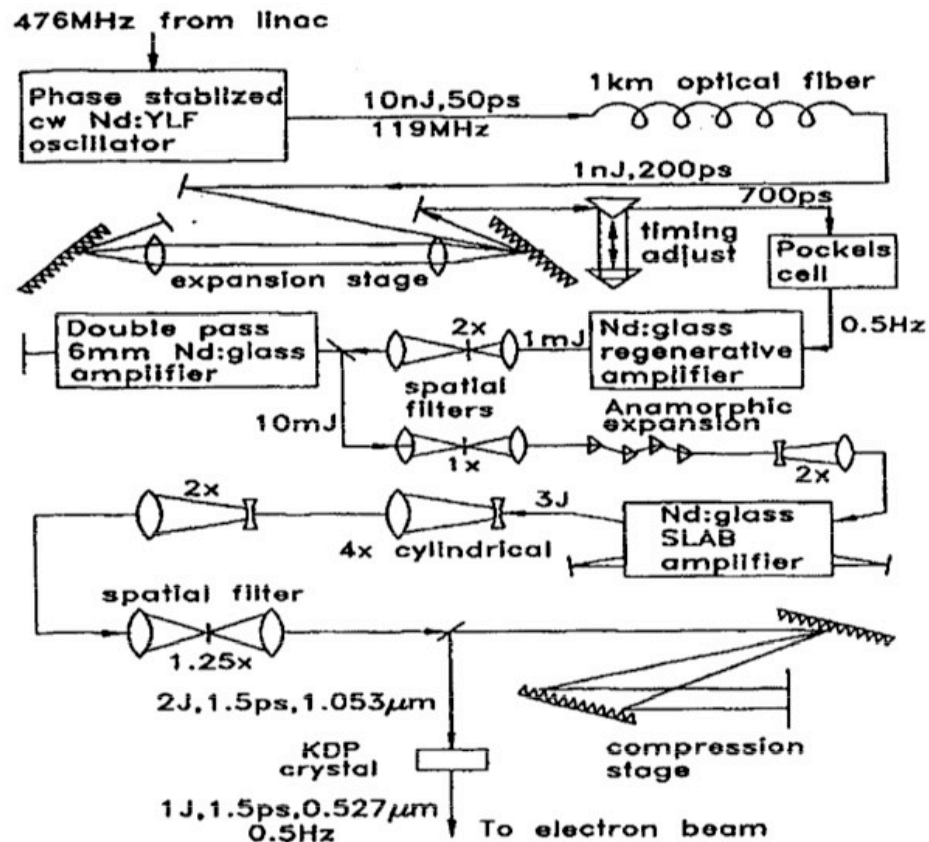 476MHz from linac
Phase stablized
cw Nd:YLF
oscillator
10nJ,50ps
119MHz
1km optical fiber
1nJ,200ps
700ps
expansion stage
timing
adjust
Pockels
cell
0.5Hz
Double pass
6mm Nd:glass
amplifier
2x
1mJ
Nd:glass
regenerative
amplifier
spatial
filters
10mJ
1x
Anamorphic
expansion
2x
2x
4x cylindrical
3J
Nd:glass
SLAB
amplifier
spatial filter
1.25x
2J,1.5ps,1.053μm
KDP
crystal
compression
stage
1J,1.5ps,0.527μm
0.5Hz
To electron beam